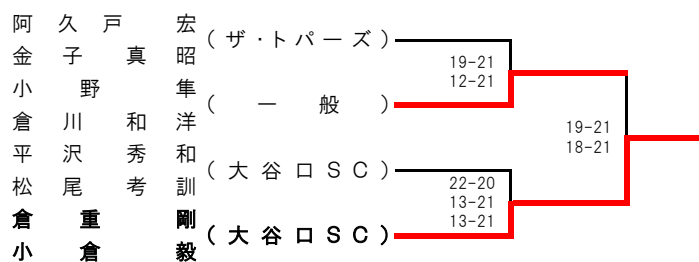 阿久戸 宏
金子 真昭
(ザ・トパーズ)
小野 隼
倉川 和洋
(一般)
19-21
12-21
平沢 秀和
松尾 考訓
(大谷口SC)
倉重 剛
小倉 毅
(大谷口SC)
22-20
13-21
13-21
19-21
18-21